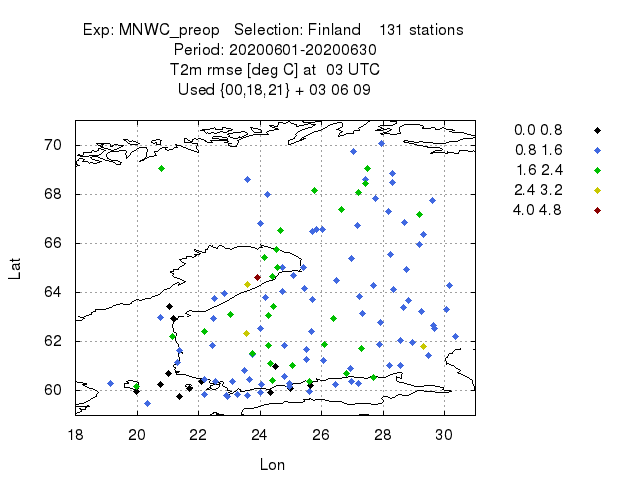 Exp: MNWC_preop Selection: Finland 131 stations
Period: 20200601-20200630
T2m rmse [deg C] at 03 UTC
Used {00,18,21} + 03 06 09
0.0 0.8
0.8 1.6
1.6 2.4
2.4 3.2
4.0 4.8
70
68
66
64
62
60
Lat
18 20 22 24 26 28 30
Lon